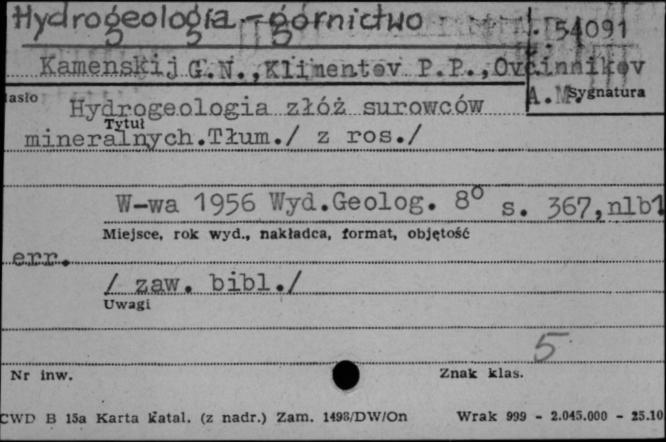 Hydrogeologia - górnictwo
I. 54091
Kamenskij G.N.,Klimentov P.P.,Ovčinnikov
A.M.
asło
Sygnatura
Hydrogeologia złóż surowców
Tytuł
mineralnych.Tłum./ z ros./
W-wa 1956 Wyd.Geolog. 8⁰ s. 367,nlb1
Miejsce, rok wyd., nakładca, format, objętość
err.
/ zaw. bibl./
Uwagi
5
Nr inw.
Znak klas.
CWD B 15a Karta katal. (z nadr.) Zam. 1498/DW/On
Wrak 999 - 2.045.000 - 25.10